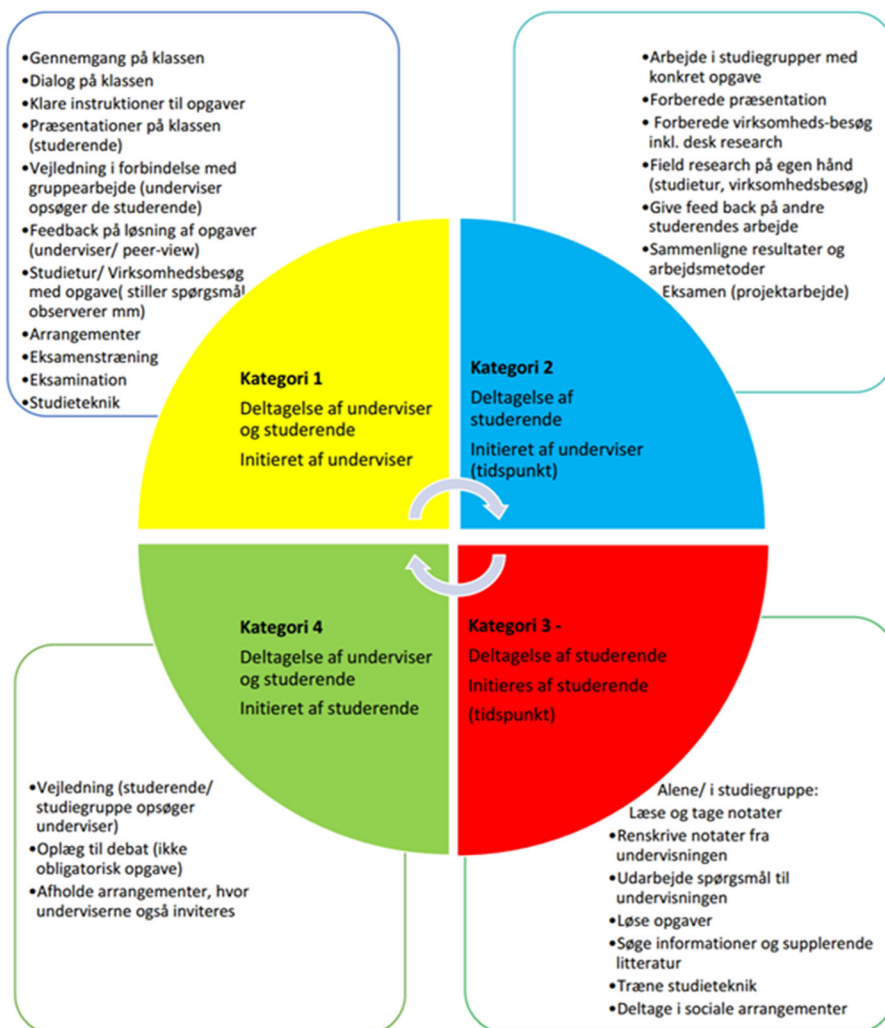 •Gennemgang på klassen
•Dialog på klassen
•Klare instruktioner til opgaver
•Præsentationer på klassen
(studerende)
•Vejledning i forbindelse med
gruppearbejde (underviser
opsøger de studerende)
•Feedback på løsning af opgaver
(underviser/ peer-view)
•Studietur/ Virksomhedsbesøg
med opgave( stiller spørgsmål
observerer mm)
•Arrangementer
•Eksamenstræning
•Eksamination
•Studieteknik
•Arbejde i studiegrupper med
konkret opgave
•Forberede præsentation
• Forberede virksomheds-besøg
inkl. desk research
•Field research på egen hånd
(studietur, virksomhedsbesøg)
•Give feed back på andre
studerendes arbejde
•Sammenligne resultater og
arbejdsmetoder
Eksamen (projektarbejde)
Kategori 1
Deltagelse af underviser
og studerende
Initieret af underviser
Kategori 2
Deltagelse af
studerende
Initieret af underviser
(tidspunkt)
Kategori 4
Deltagelse af underviser
og studerende
Initieret af studerende
Kategori 3 -
Deltagelse af studerende
Initieres af studerende
(tidspunkt)
•Vejledning (studerende/
studiegruppe opsøger
underviser)
•Oplæg til debat (ikke
obligatorisk opgave)
•Afholde arrangementer, hvor
underviserne også inviteres
Alene/ i studiegruppe:
Læse og tage notater
•Renskrive notater fra
undervisningen
•Udarbejde spørgsmål til
undervisningen
•Løse opgaver
•Søge informationer og supplerende
litteratur
•Træne studieteknik
•Deltage i sociale arrangementer